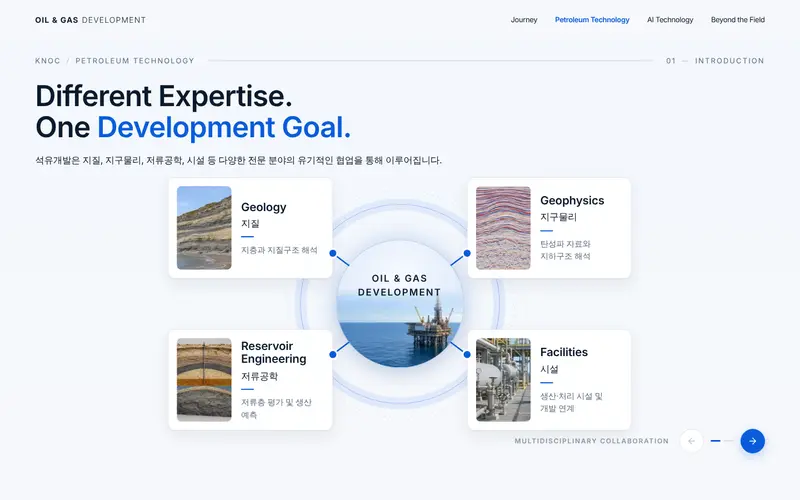 OIL & GAS DEVELOPMENT
Journey
Petroleum Technology
AI Technology
Beyond the Field
KNOC / PETROLEUM TECHNOLOGY
01 — INTRODUCTION
Different Expertise.
One Development Goal.
석유개발은 지질, 지구물리, 저류공학, 시설 등 다양한 전문 분야의 유기적인 협업을 통해 이루어집니다.
Geology
지질
지층과 지질구조 해석
Geophysics
지구물리
탄성파 자료와
지하구조 해석
OIL & GAS
DEVELOPMENT
Reservoir
Engineering
저류공학
저류층 평가 및 생산
예측
Facilities
시설
생산·처리 시설 및
개발 연계
MULTIDISCIPLINARY COLLABORATION